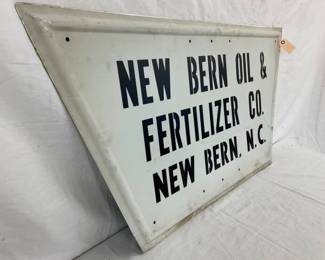 NEW BERN OIL &
FERTILIZER CO.
NEW BERN, N.C.